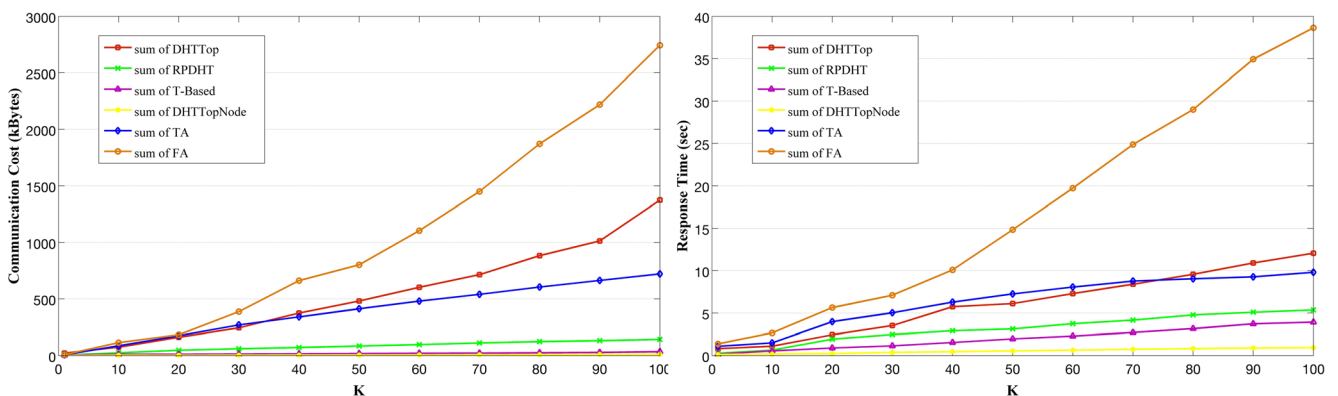 3000
2500
2000
1500
1000
500
0
Communication Cost (kBytes)
sum of DHTTop
sum of RPDHT
sum of T-Based
sum of DHTTopNode
sum of TA
sum of FA
0 10 20 30 40 50 60 70 80 90 100
K
40
35
30
25
20
15
10
5
0
Response Time (sec)
sum of DHTTop
sum of RPDHT
sum of T-Based
sum of DHTTopNode
sum of TA
sum of FA
0 10 20 30 40 50 60 70 80 90 100
K